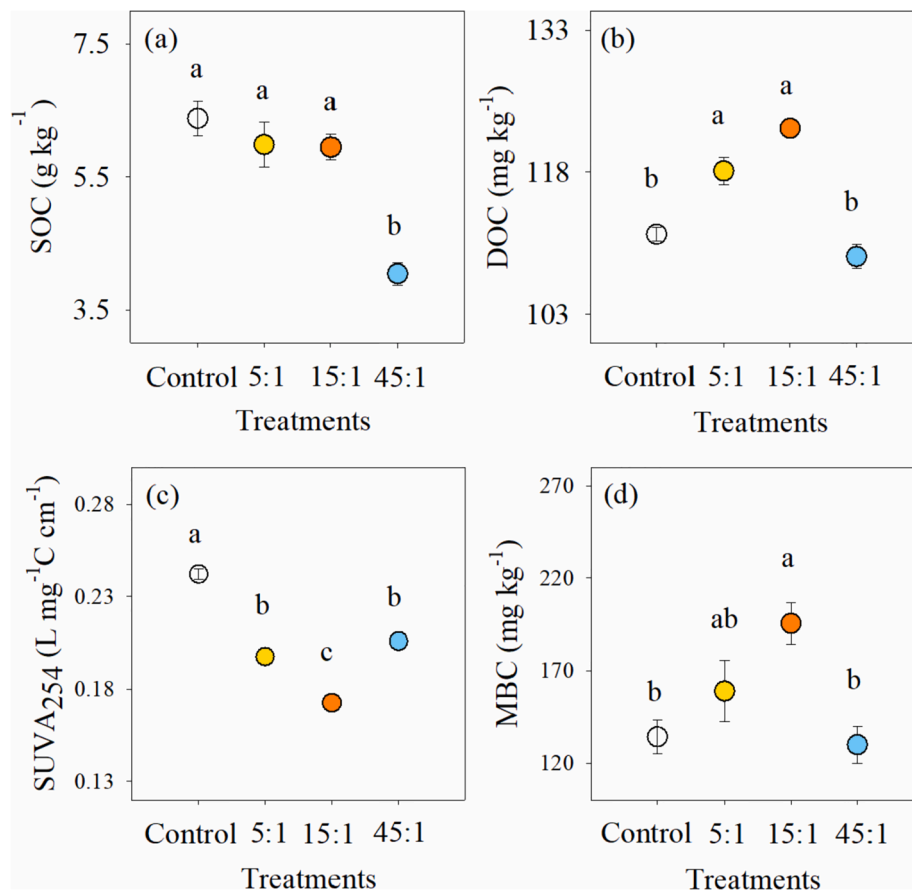 (a)
SOC (g kg⁻¹)
7.5
5.5
3.5
a
a
a
b
Control 5:1 15:1 45:1
Treatments
(b)
DOC (mg kg⁻¹)
133
118
103
b
a
a
b
Control 5:1 15:1 45:1
Treatments
(c)
SUVA₂₅₄ (L mg⁻¹C cm⁻¹)
0.28
0.23
0.18
0.13
a
b
c
b
Control 5:1 15:1 45:1
Treatments
(d)
MBC (mg kg⁻¹)
270
220
170
120
b
ab
a
b
Control 5:1 15:1 45:1
Treatments